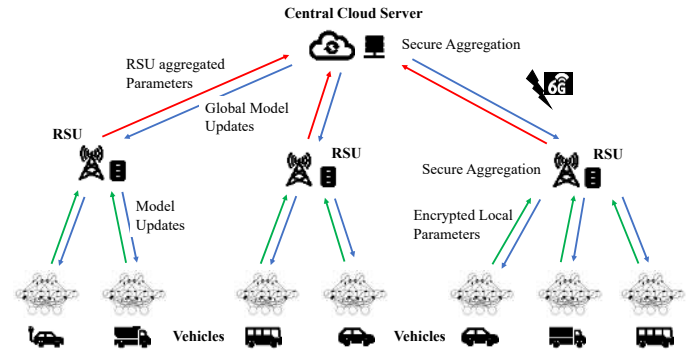 Central Cloud Server
Secure Aggregation
RSU aggregated
Parameters
6G
Global Model
Updates
RSU
RSU
RSU
Secure Aggregation
Model
Updates
Encrypted Local
Parameters
Vehicles
Vehicles